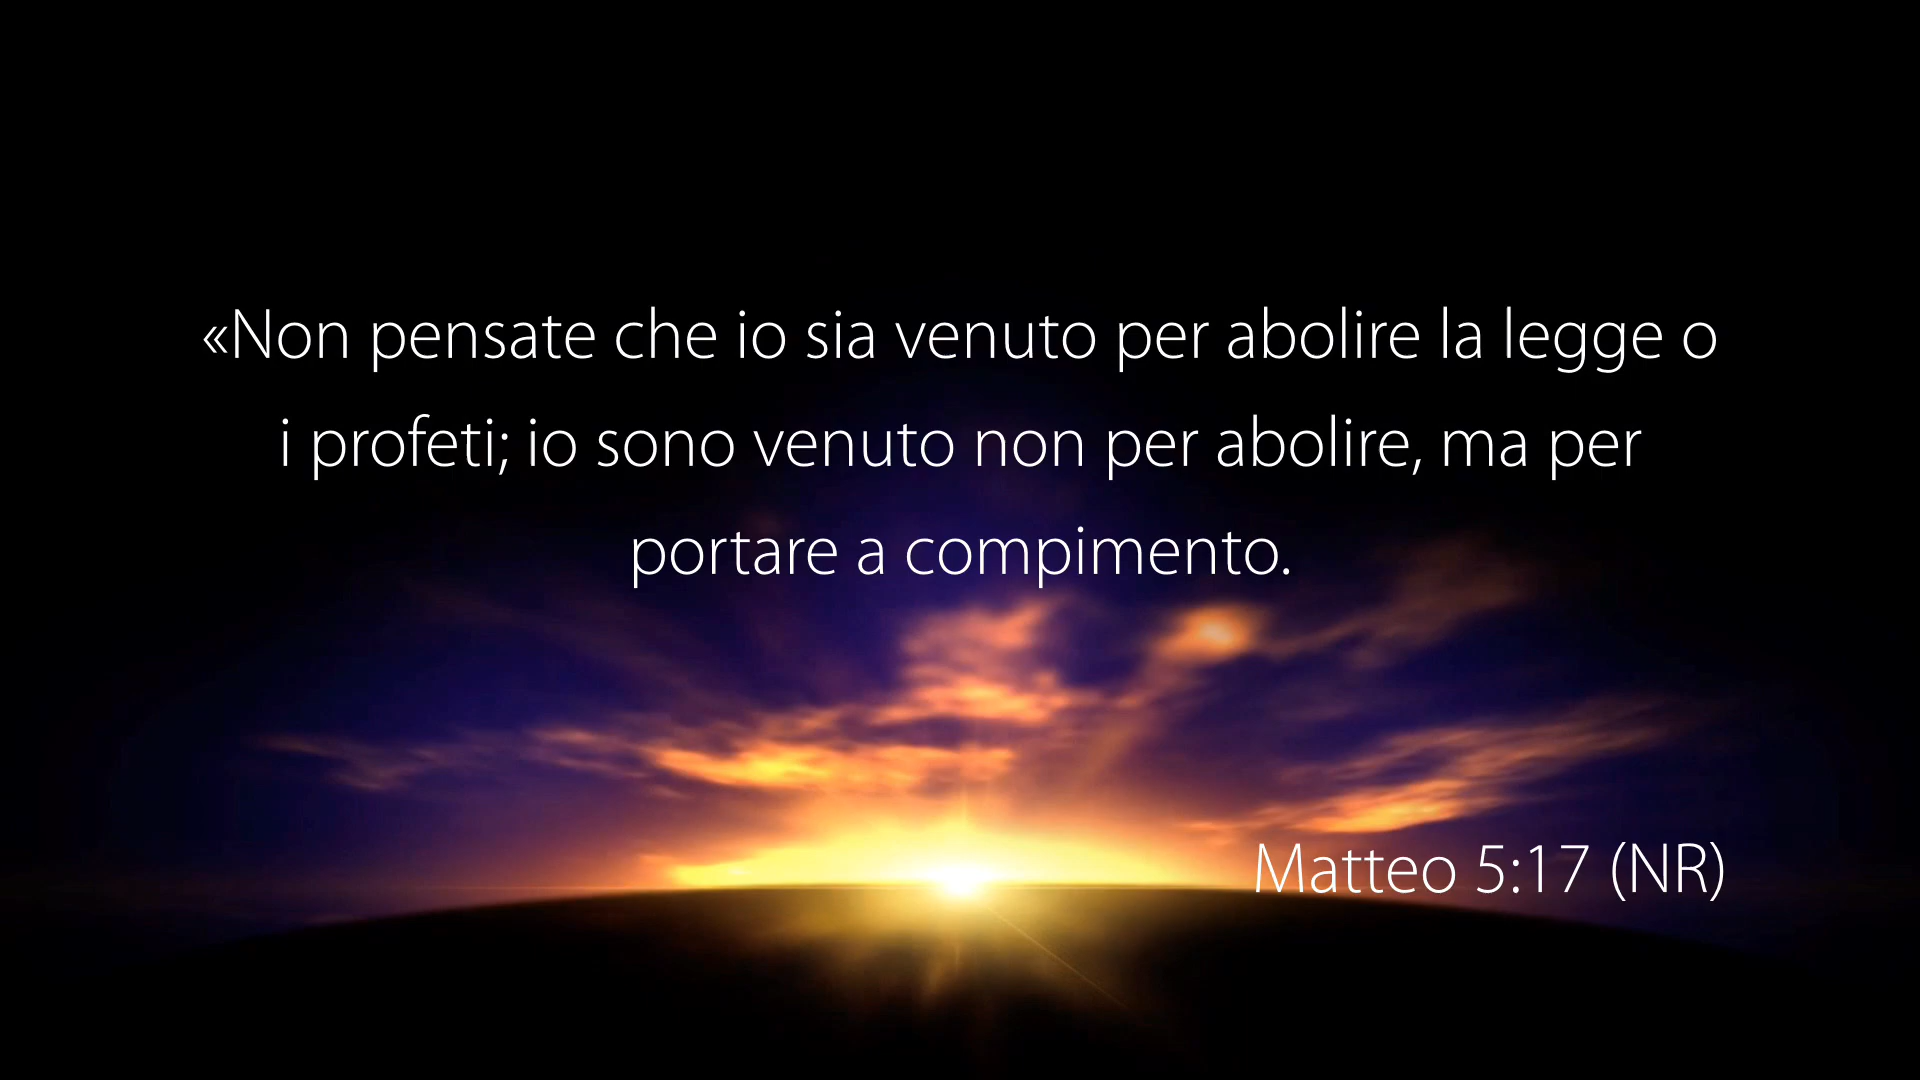 «Non pensate che io sia venuto per abolire la legge o
i profeti; io sono venuto non per abolire, ma per
portare a compimento.
Matteo 5:17 (NR)